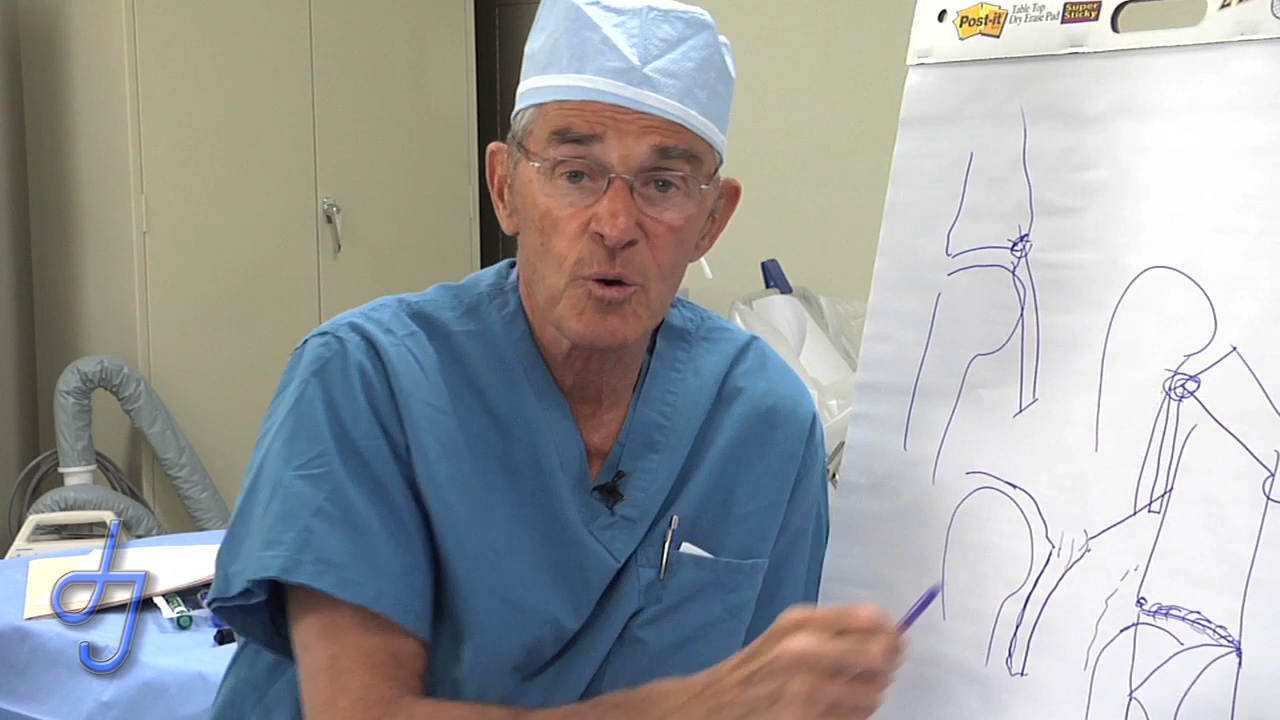 Post-it
Table Top
Dry Erase Pad
Super
Sticky